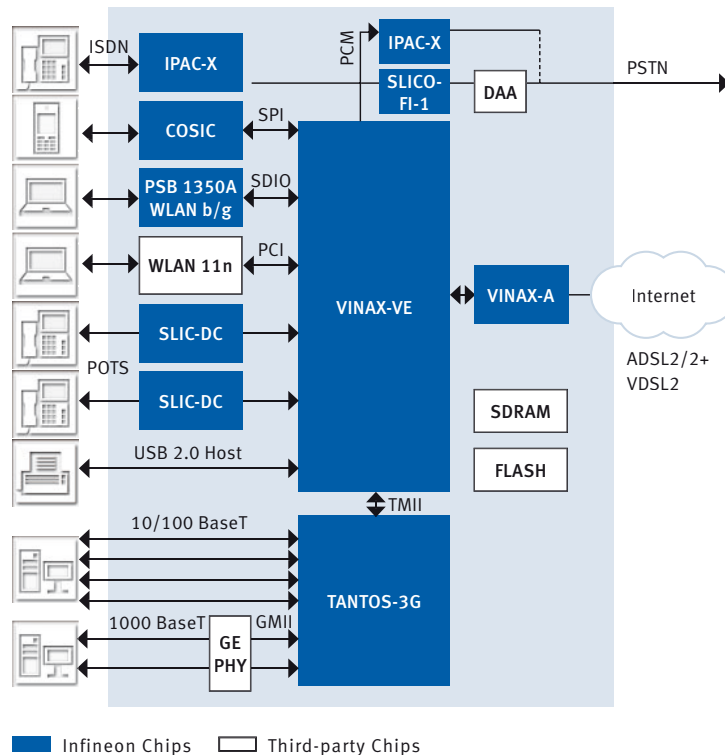 ISDN
IPAC-X
PCM
IPAC-X
SLICO-
FI-1
DAA
PSTN
COSIC
SPI
PSB 1350A
WLAN b/g
SDIO
WLAN 11n
PCI
VINAX-VE
VINAX-A
Internet
ADSL2/2+
VDSL2
SLIC-DC
POTS
SLIC-DC
SDRAM
FLASH
USB 2.0 Host
TMII
10/100 BaseT
TANTOS-3G
1000 BaseT
GMII
GE
PHY
Infineon Chips
Third-party Chips